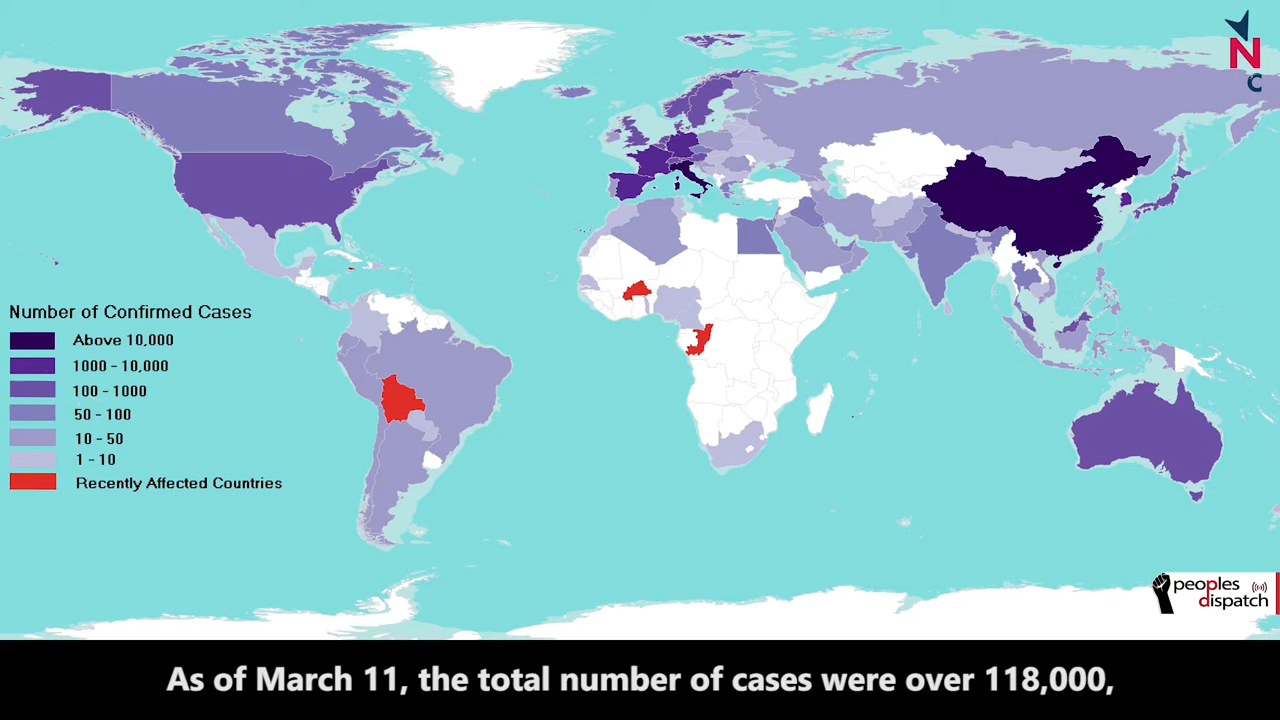 N
C
Number of Confirmed Cases
Above 10,000
1000 - 10,000
100 - 1000
50 - 100
10 - 50
1 - 10
Recently Affected Countries
peoples
dispatch
As of March 11, the total number of cases were over 118,000,